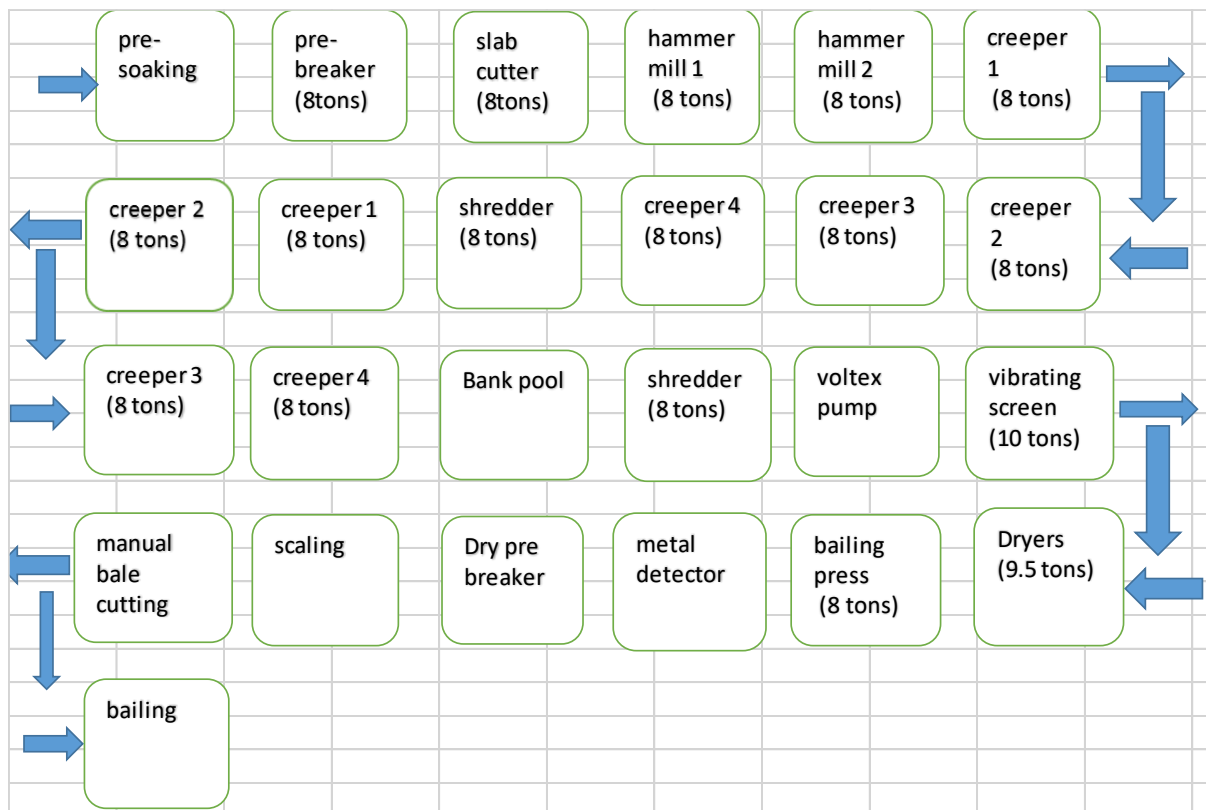 pre-
soaking
pre-
breaker
(8tons)
slab
cutter
(8tons)
hammer
mill 1
(8 tons)
hammer
mill 2
(8 tons)
creeper
1
(8 tons)
creeper 2
(8 tons)
creeper 1
(8 tons)
shredder
(8 tons)
creeper 4
(8 tons)
creeper 3
(8 tons)
creeper
2
(8 tons)
creeper 3
(8 tons)
creeper 4
(8 tons)
Bank pool
shredder
(8 tons)
voltex
pump
vibrating
screen
(10 tons)
manual
bale
cutting
scaling
Dry pre
breaker
metal
detector
bailing
press
(8 tons)
Dryers
(9.5 tons)
bailing